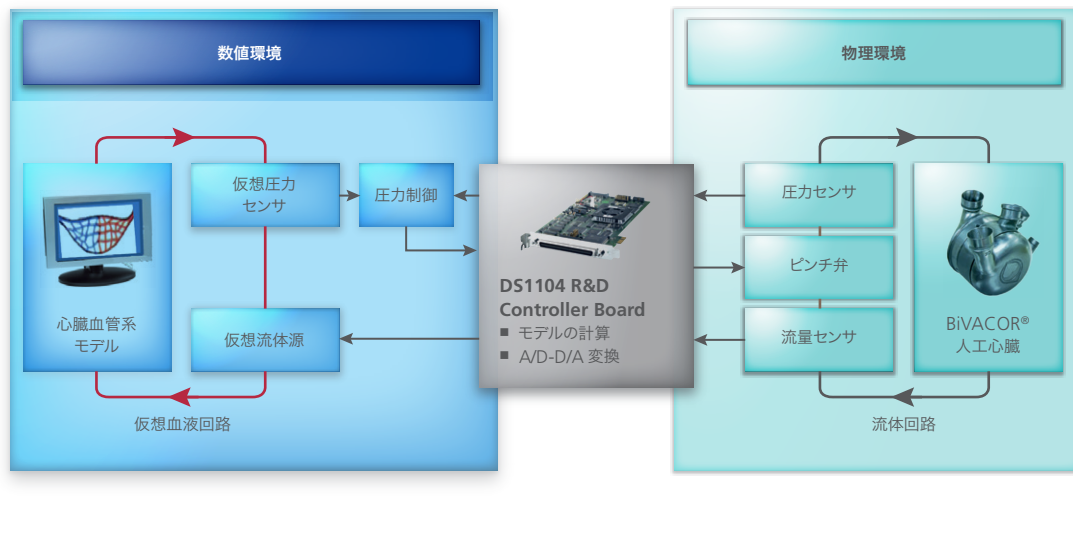 数値環境
物理環境
仮想圧力
センサ
圧力制御
心臓血管系
モデル
仮想流体源
仮想血液回路
DS1104 R&D
Controller Board
■ モデルの計算
■ A/D-D/A 変換
圧力センサ
ピンチ弁
流量センサ
BiVACOR®
人工心臓
流体回路